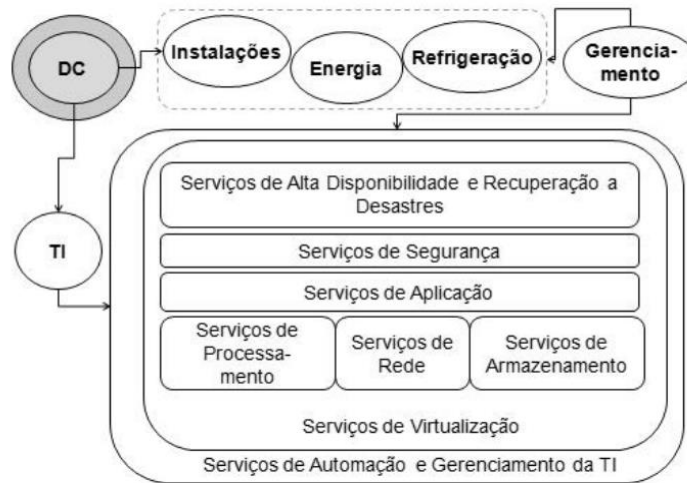 DC
Instalações
Energia
Refrigeração
Gerencia-
mento
TI
Serviços de Alta Disponibilidade e Recuperação a
Desastres
Serviços de Segurança
Serviços de Aplicação
Serviços de
Processa-
mento
Serviços de
Rede
Serviços de
Armazenamento
Serviços de Virtualização
Serviços de Automação e Gerenciamento da TI